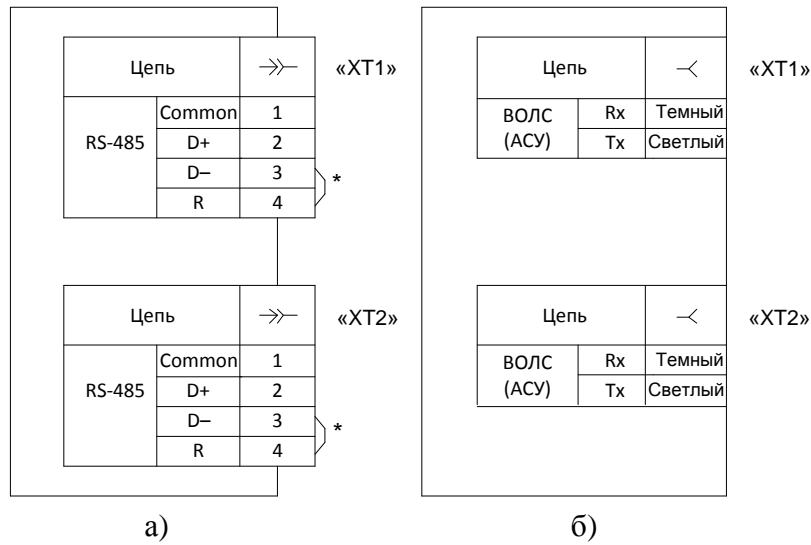 Цепь «XT1»
RS-485 Common 1
D+ 2
D– 3 *
R 4
Цепь «XT2»
RS-485 Common 1
D+ 2
D– 3 *
R 4
а)
Цепь «XT1»
ВОЛС (АСУ) Rx Темный
Tx Светлый
Цепь «XT2»
ВОЛС (АСУ) Rx Темный
Tx Светлый
б)